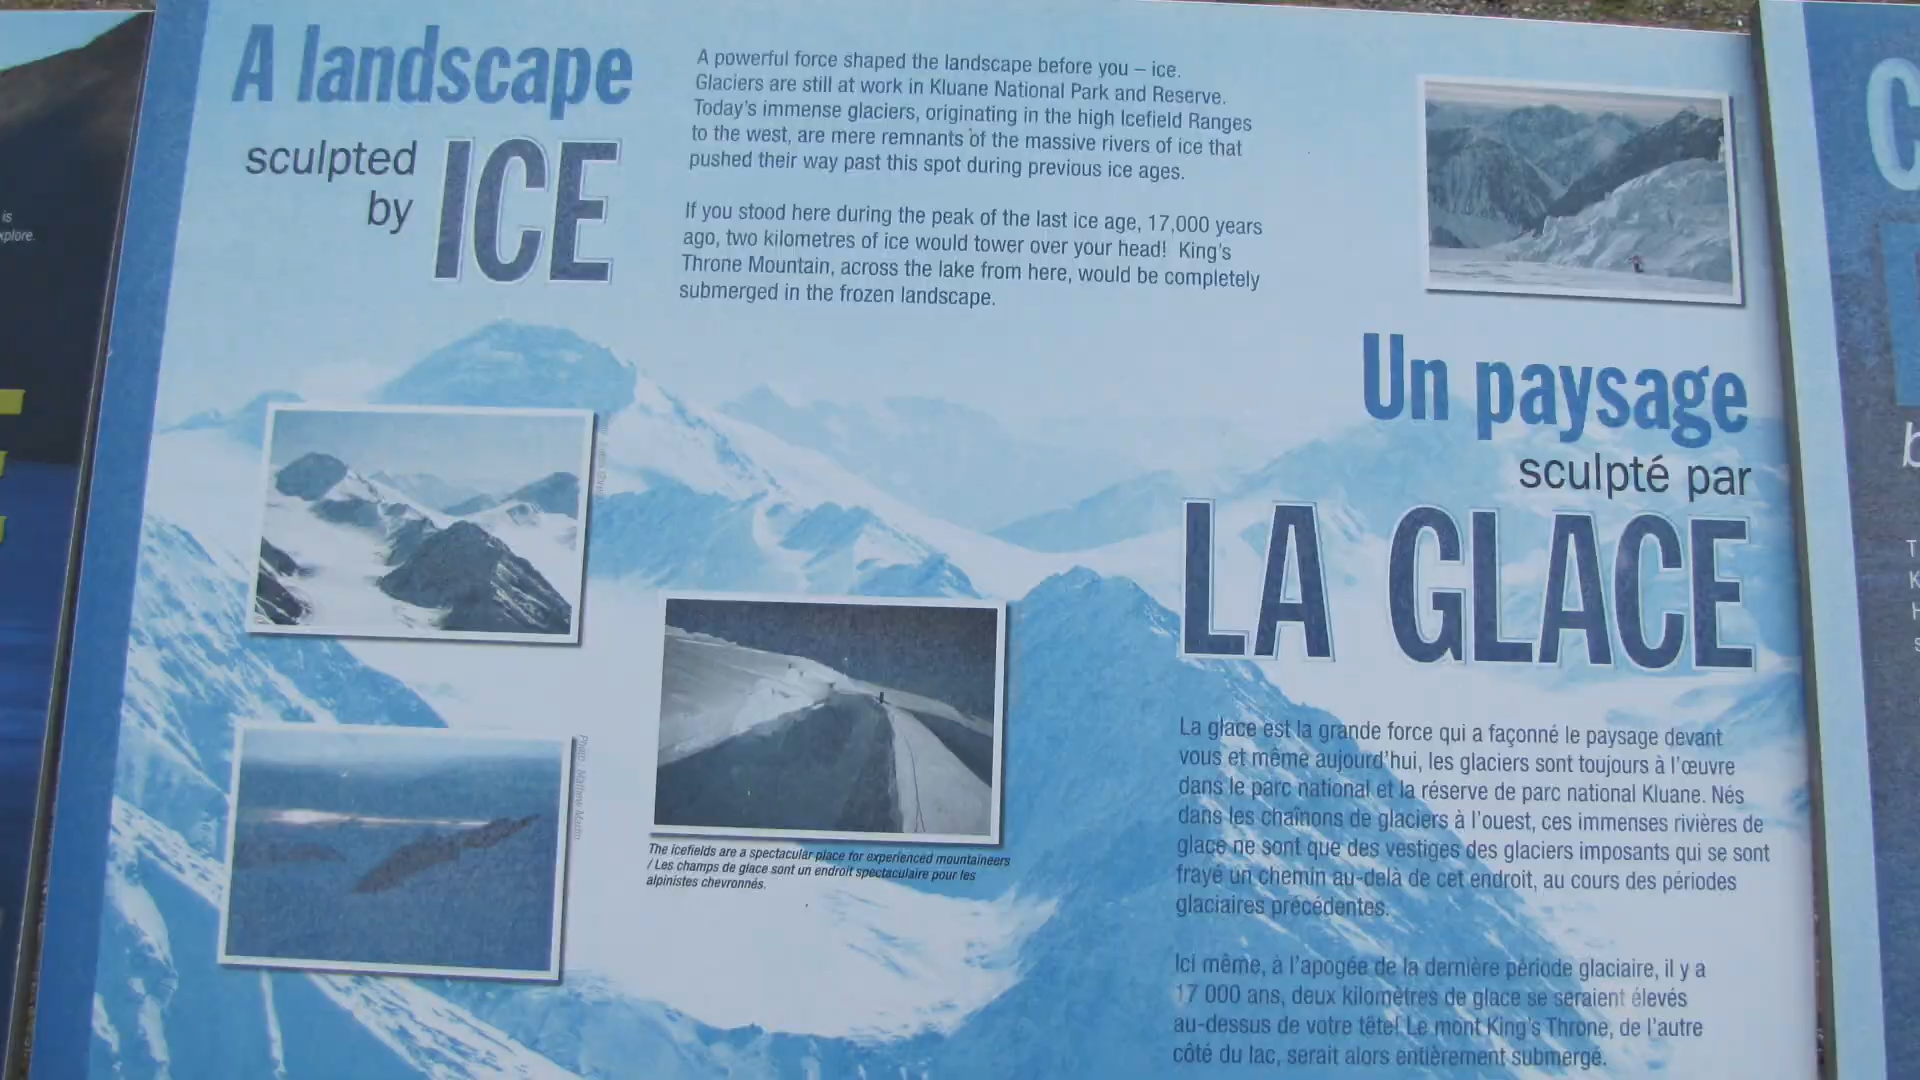 A landscape
sculpted
by ICE
A powerful force shaped the landscape before you – ice.
Glaciers are still at work in Kluane National Park and Reserve.
Today's immense glaciers, originating in the high Icefield Ranges
to the west, are mere remnants of the massive rivers of ice that
pushed their way past this spot during previous ice ages.
If you stood here during the peak of the last ice age, 17,000 years
ago, two kilometres of ice would tower over your head! King's
Throne Mountain, across the lake from here, would be completely
submerged in the frozen landscape.
Un paysage
sculpté par
LA GLACE
Photo : Mathew Martin
The icefields are a spectacular place for experienced mountaineers
/ Les champs de glace sont un endroit spectaculaire pour les
alpinistes chevronnés.
La glace est la grande force qui a façonné le paysage devant
vous et même aujourd'hui, les glaciers sont toujours à l'œuvre
dans le parc national et la réserve de parc national Kluane. Nés
dans les chaînons de glaciers à l'ouest, ces immenses rivières de
glace ne sont que des vestiges des glaciers imposants qui se sont
frayé un chemin au-delà de cet endroit, au cours des périodes
glaciaires précédentes.
Ici même, à l'apogée de la dernière période glaciaire, il y a
17 000 ans, deux kilomètres de glace se seraient élevés
au-dessus de votre tête! Le mont King's Throne, de l'autre
côté du lac, serait alors entièrement submergé.
is
xplore.